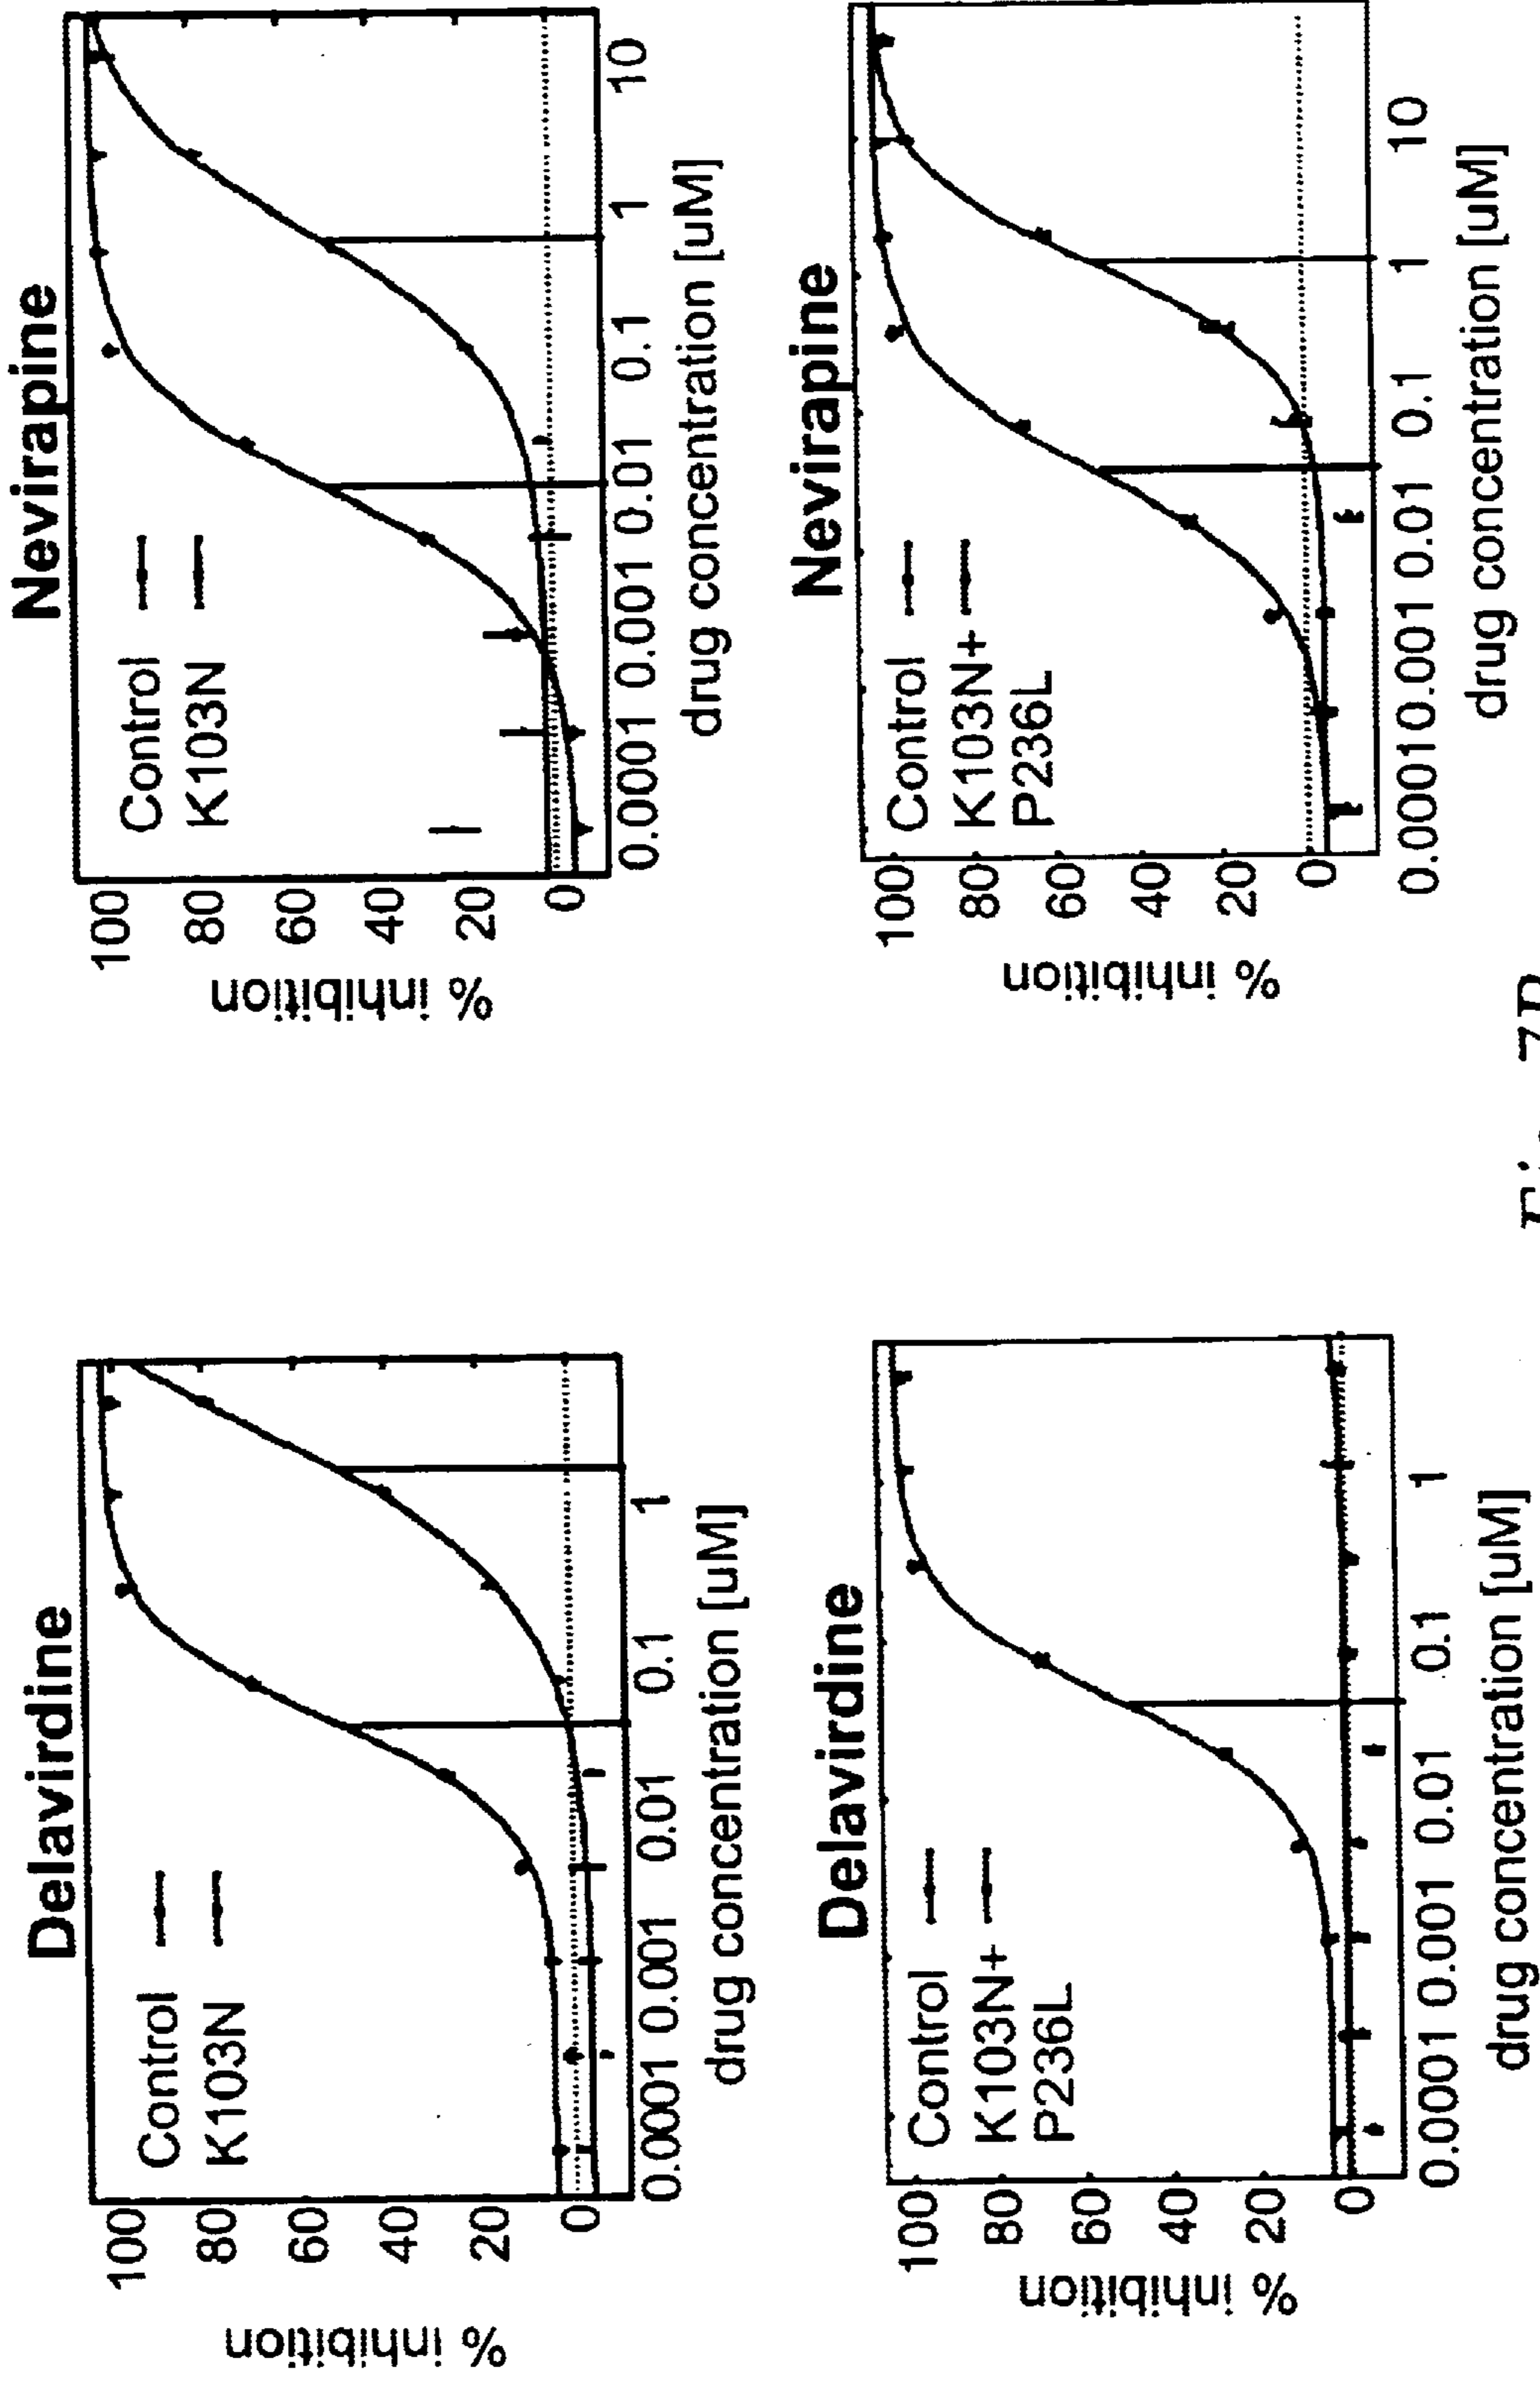 Delavirdine
% inhibition
100
80
60
40
20
0
Control
K103N
0.0001 0.001 0.01 0.1 1
drug concentration [uM]
Nevirapine
% inhibition
100
80
60
40
20
0
Control
K103N
0.0001 0.001 0.01 0.1 1 10
drug concentration [uM]
Delavirdine
% inhibition
100
80
60
40
20
0
Control
K103N+
P236L
0.0001 0.001 0.01 0.1 1
drug concentration [uM]
Nevirapine
% inhibition
100
80
60
40
20
0
Control
K103N+
P236L
0.00010.001 0.01 0.1 1 10
drug concentration [uM]